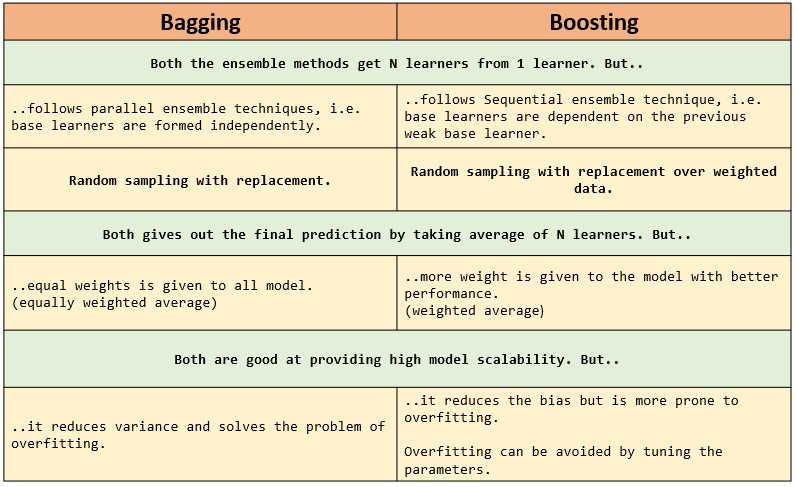 Bagging
Boosting
Both the ensemble methods get N learners from 1 learner. But..
..follows parallel ensemble techniques, i.e.
base learners are formed independently.
..follows Sequential ensemble technique, i.e.
base learners are dependent on the previous
weak base learner.
Random sampling with replacement.
Random sampling with replacement over weighted
data.
Both gives out the final prediction by taking average of N learners. But..
..equal weights is given to all model.
(equally weighted average)
..more weight is given to the model with better
performance.
(weighted average)
Both are good at providing high model scalability. But..
..it reduces variance and solves the problem of
overfitting.
..it reduces the bias but is more prone to
overfitting.
Overfitting can be avoided by tuning the
parameters.